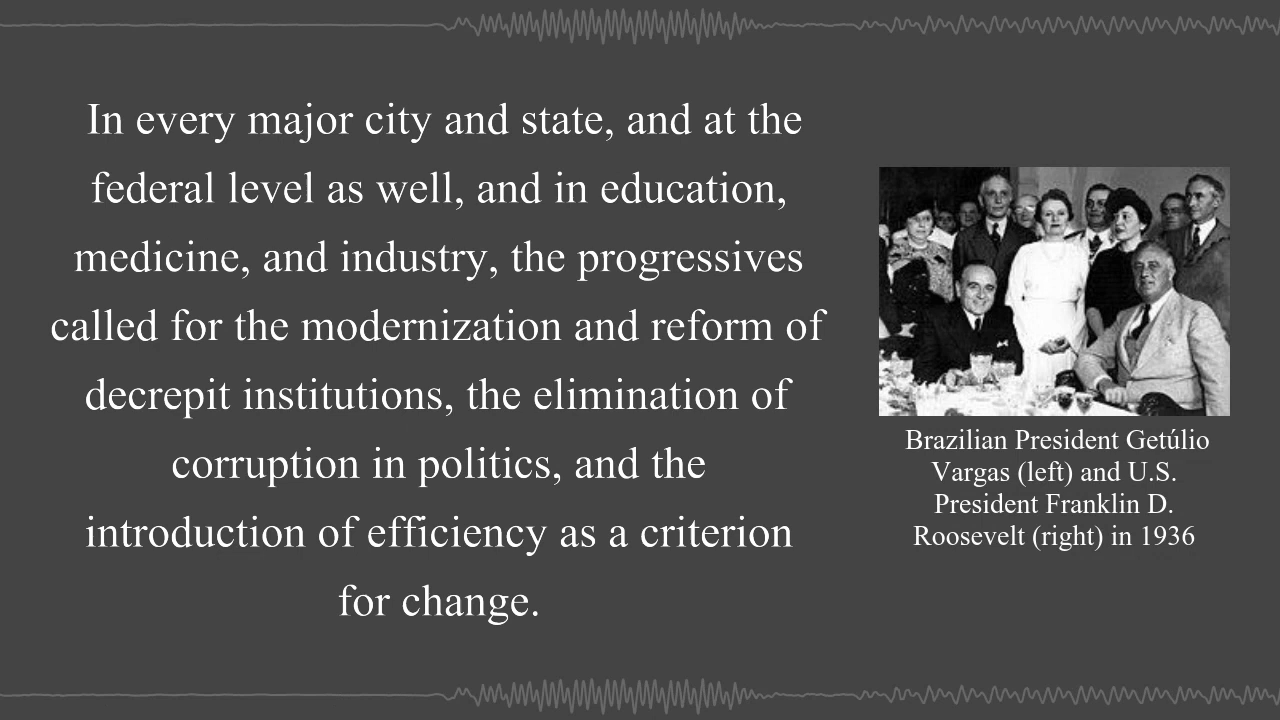 In every major city and state, and at the
federal level as well, and in education,
medicine, and industry, the progressives
called for the modernization and reform of
decrepit institutions, the elimination of
corruption in politics, and the
introduction of efficiency as a criterion
for change.
Brazilian President Getúlio
Vargas (left) and U.S.
President Franklin D.
Roosevelt (right) in 1936